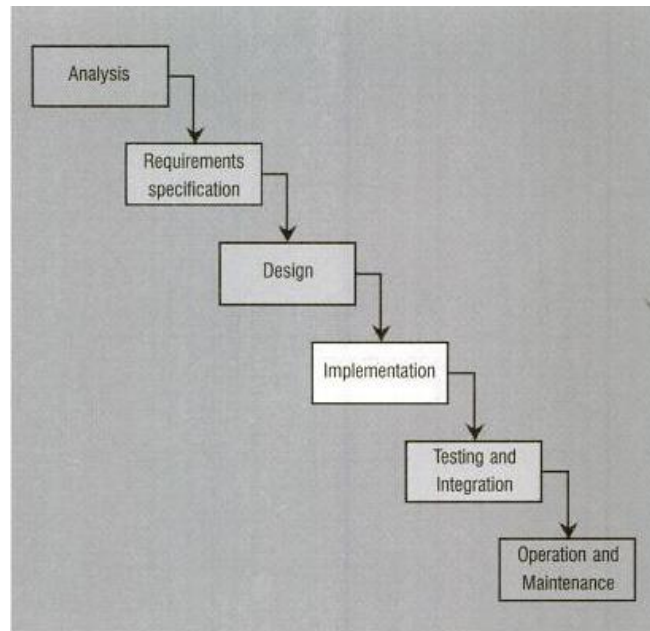 Analysis
Requirements
specification
Design
Implementation
Testing and
Integration
Operation and
Maintenance